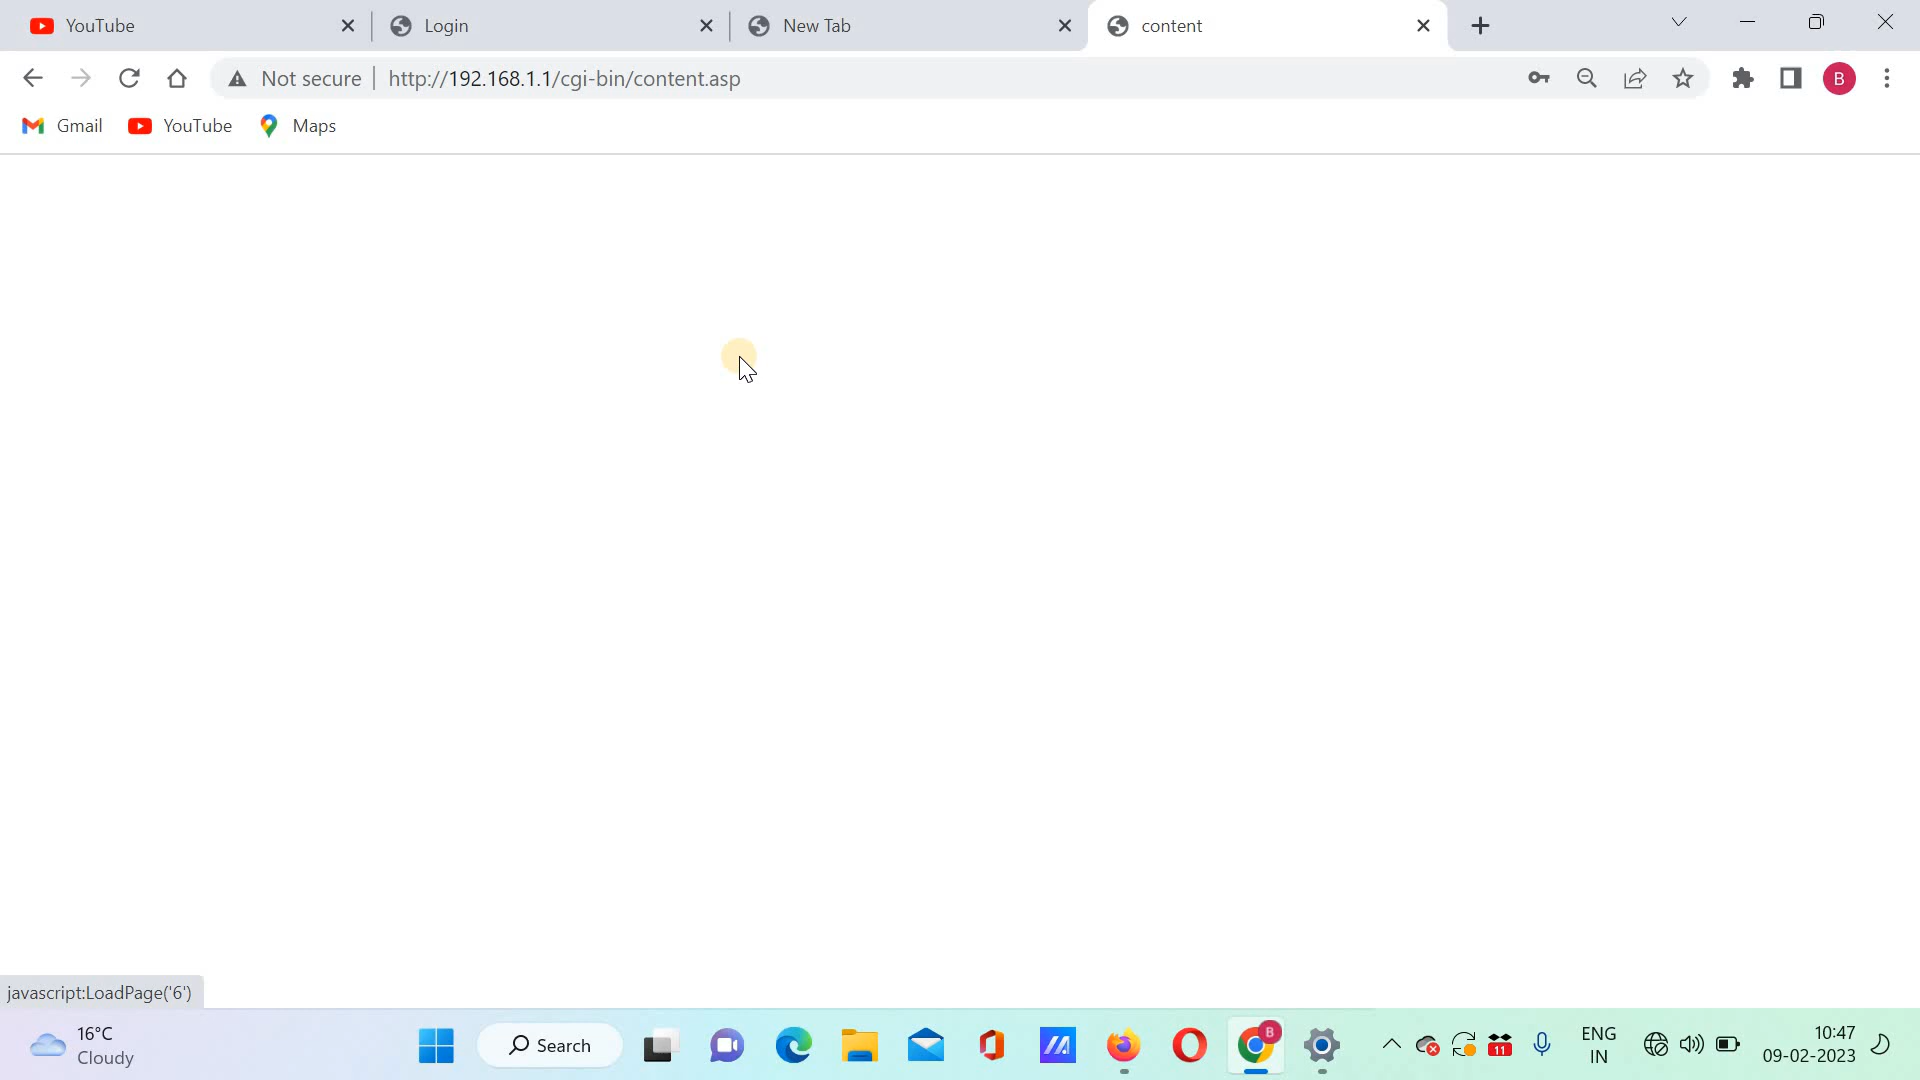 YouTube
Login
New Tab
content
Not secure
http://192.168.1.1/cgi-bin/content.asp
B
Gmail
YouTube
Maps
javascript:LoadPage('6')
16°C
Cloudy
Search
B
11
ENG
IN
10:47
09-02-2023